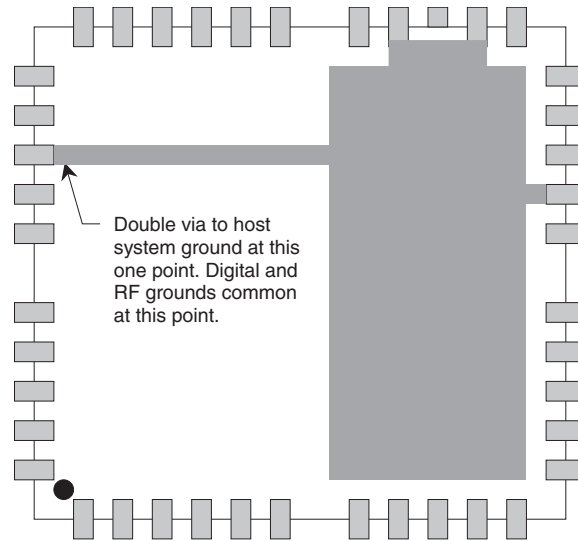 Double via to host
system ground at this
one point. Digital and
RF grounds common
at this point.